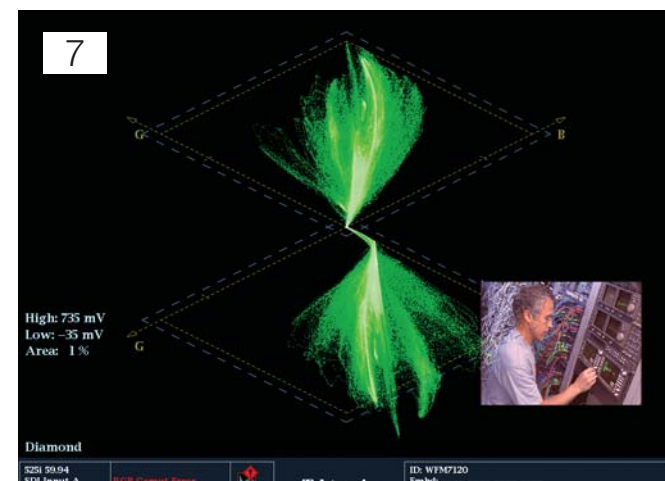 7
G
B
High: 735 mV
Low: −35 mV
Area: 1 %
G
Diamond
525i 59.94
SDI Input A
RGB Gamut Error
ID: WFM7120
Embd: